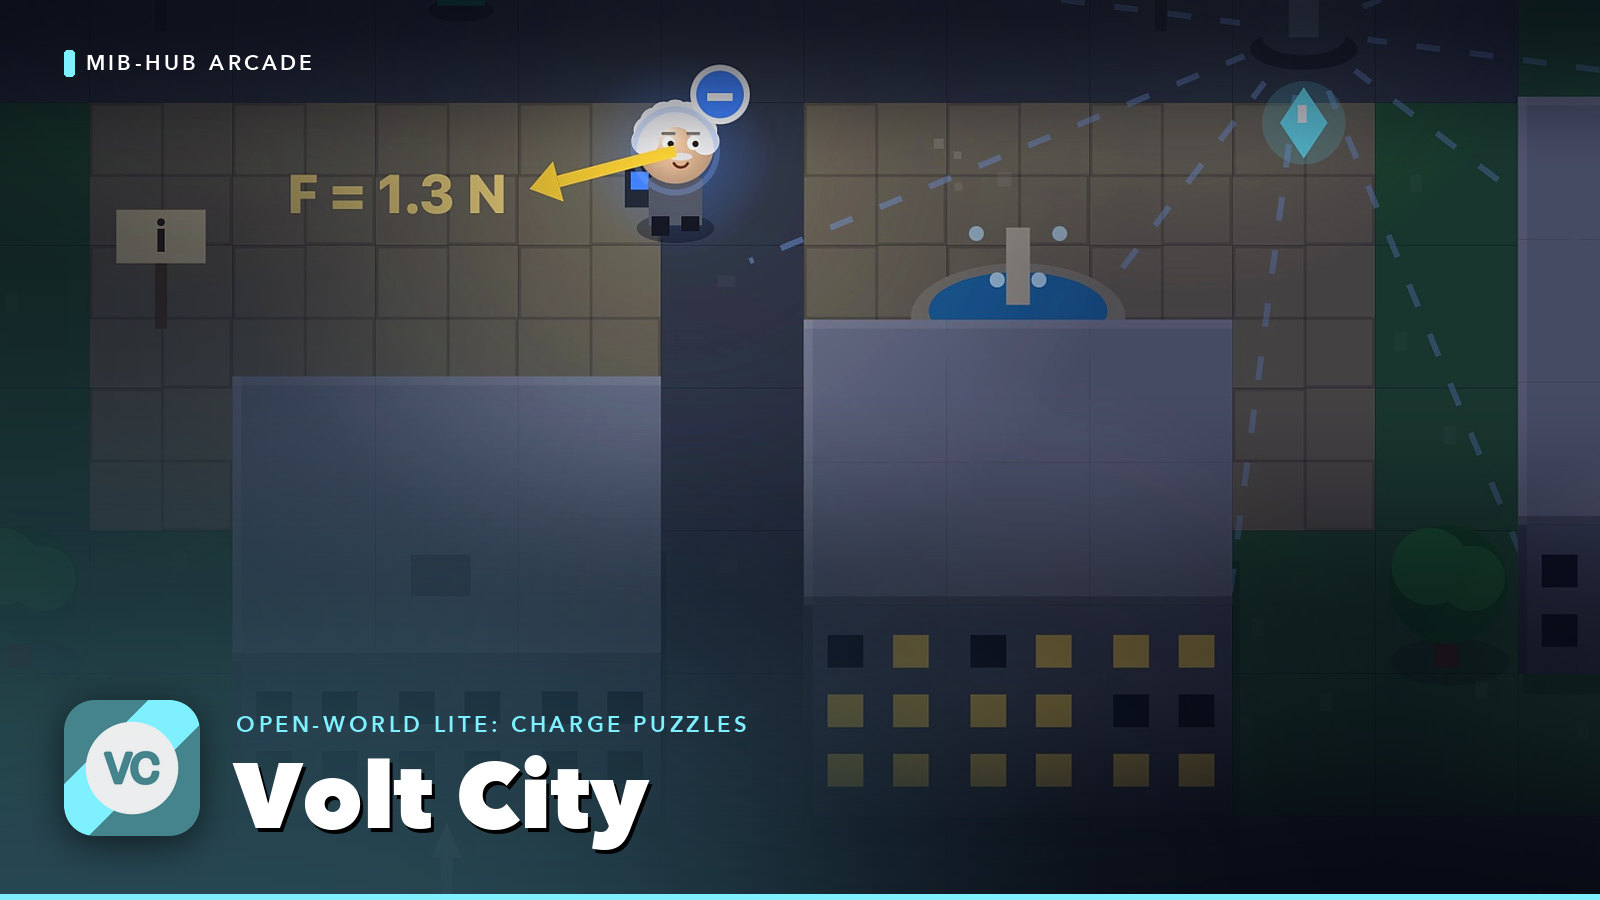 MIB-HUB ARCADE
F = 1.3 N
i
OPEN-WORLD LITE: CHARGE PUZZLES
VC
Volt City